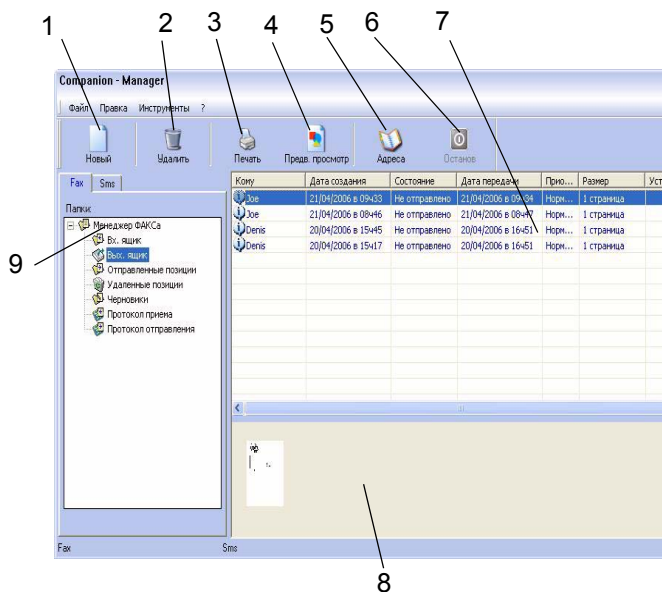 1 2 3 4 5 6 7
Companion - Manager
Файл Правка Инструменты ?
Новый Удалить Печать Предв. просмотр Адреса Останов
Fax Sms
Папки:
Менеджер ФАКСа
Вх. ящик
Вых. ящик
Отправленные позиции
Удаленные позиции
Черновики
Протокол приема
Протокол отправления
Кому Дата создания Состояние Дата передачи Прио... Размер Уст
Joe 21/04/2006 в 09ч33 Не отправлено 21/04/2006 в 09ч34 Норм... 1 страница
Joe 21/04/2006 в 08ч46 Не отправлено 21/04/2006 в 08ч47 Норм... 1 страница
Denis 20/04/2006 в 15ч45 Не отправлено 20/04/2006 в 16ч51 Норм... 1 страница
Denis 20/04/2006 в 15ч17 Не отправлено 20/04/2006 в 16ч51 Норм... 1 страница
9
Fax Sms
8